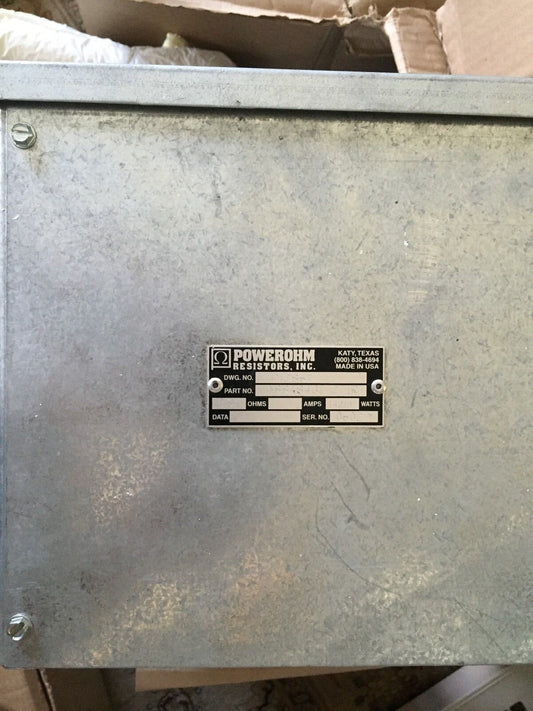 Ω POWEROHM
RESISTORS, INC.
KATY, TEXAS
(800) 838-4694
MADE IN USA
DWG. NO.
PART NO.
OHMS AMPS WATTS
DATA SER. NO.